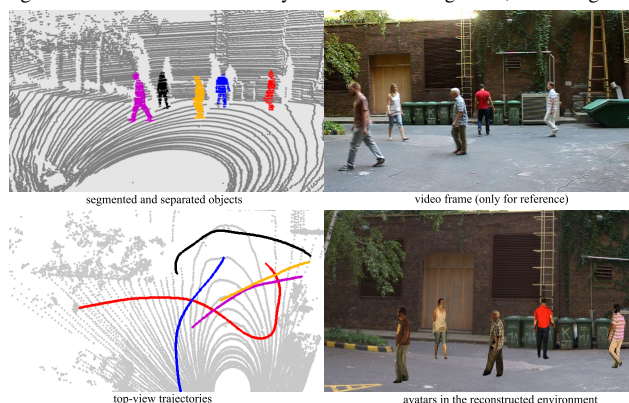 segmented and separated objects
video frame (only for reference)
top-view trajectories
avatars in the reconstructed environment